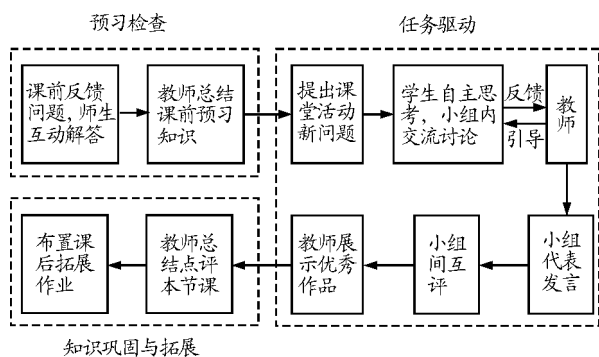 预习检查
任务驱动
课前反馈
问题,师生
互动解答
教师总结
课前预习
知识
提出课
堂活动
新问题
学生自主思
考,小组内
交流讨论
反馈
引导
教
师
布置课
后拓展
作业
教师总
结点评
本节课
教师展
示优秀
作品
小组
间互评
小组
代表
发言
知识巩固与拓展